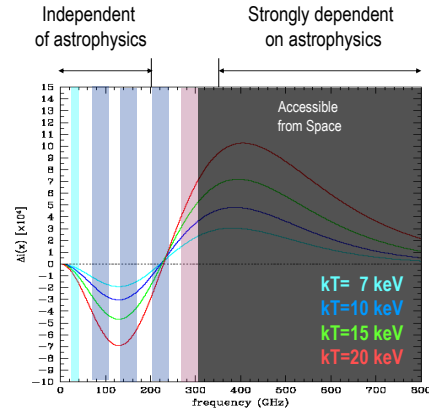 Independent
of astrophysics
Strongly dependent
on astrophysics
15
14
13
12
11
10
9
8
7
6
5
4
3
2
1
0
-1
-2
-3
-4
-5
-6
-7
-8
-9
-10
Δi(x) [×10⁴]
Accessible
from Space
kT= 7 keV
kT=10 keV
kT=15 keV
kT=20 keV
0 100 200 300 400 500 600 700 800
frequency (GHz)